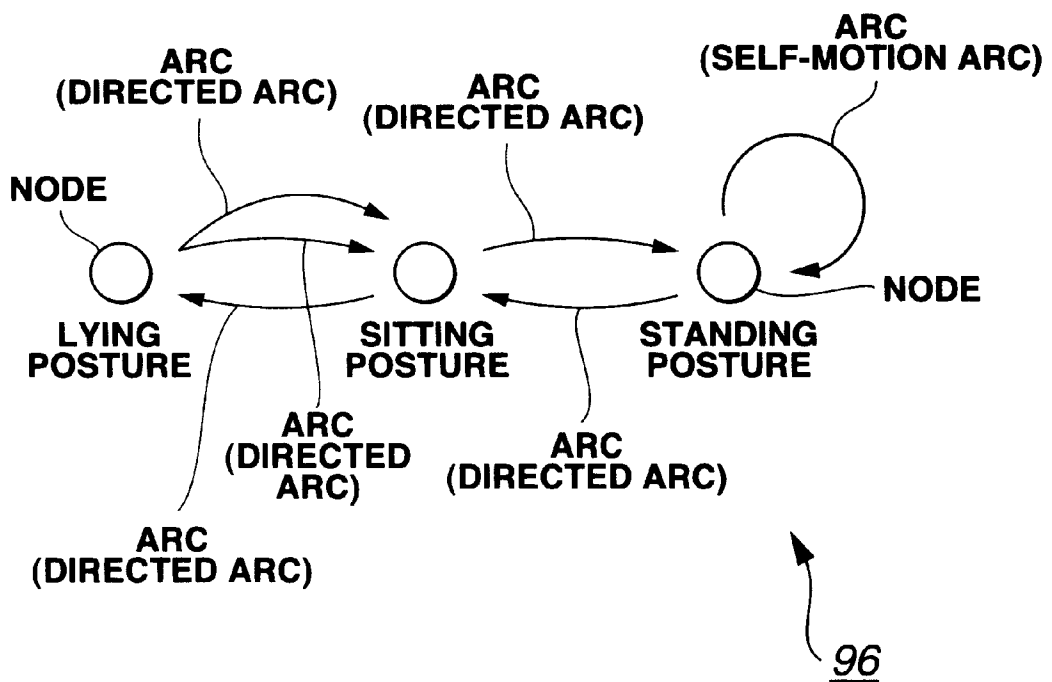 ARC
(SELF-MOTION ARC)
ARC
(DIRECTED ARC)
ARC
(DIRECTED ARC)
NODE
NODE
LYING
POSTURE
SITTING
POSTURE
STANDING
POSTURE
ARC
(DIRECTED
ARC)
ARC
(DIRECTED ARC)
ARC
(DIRECTED ARC)
96